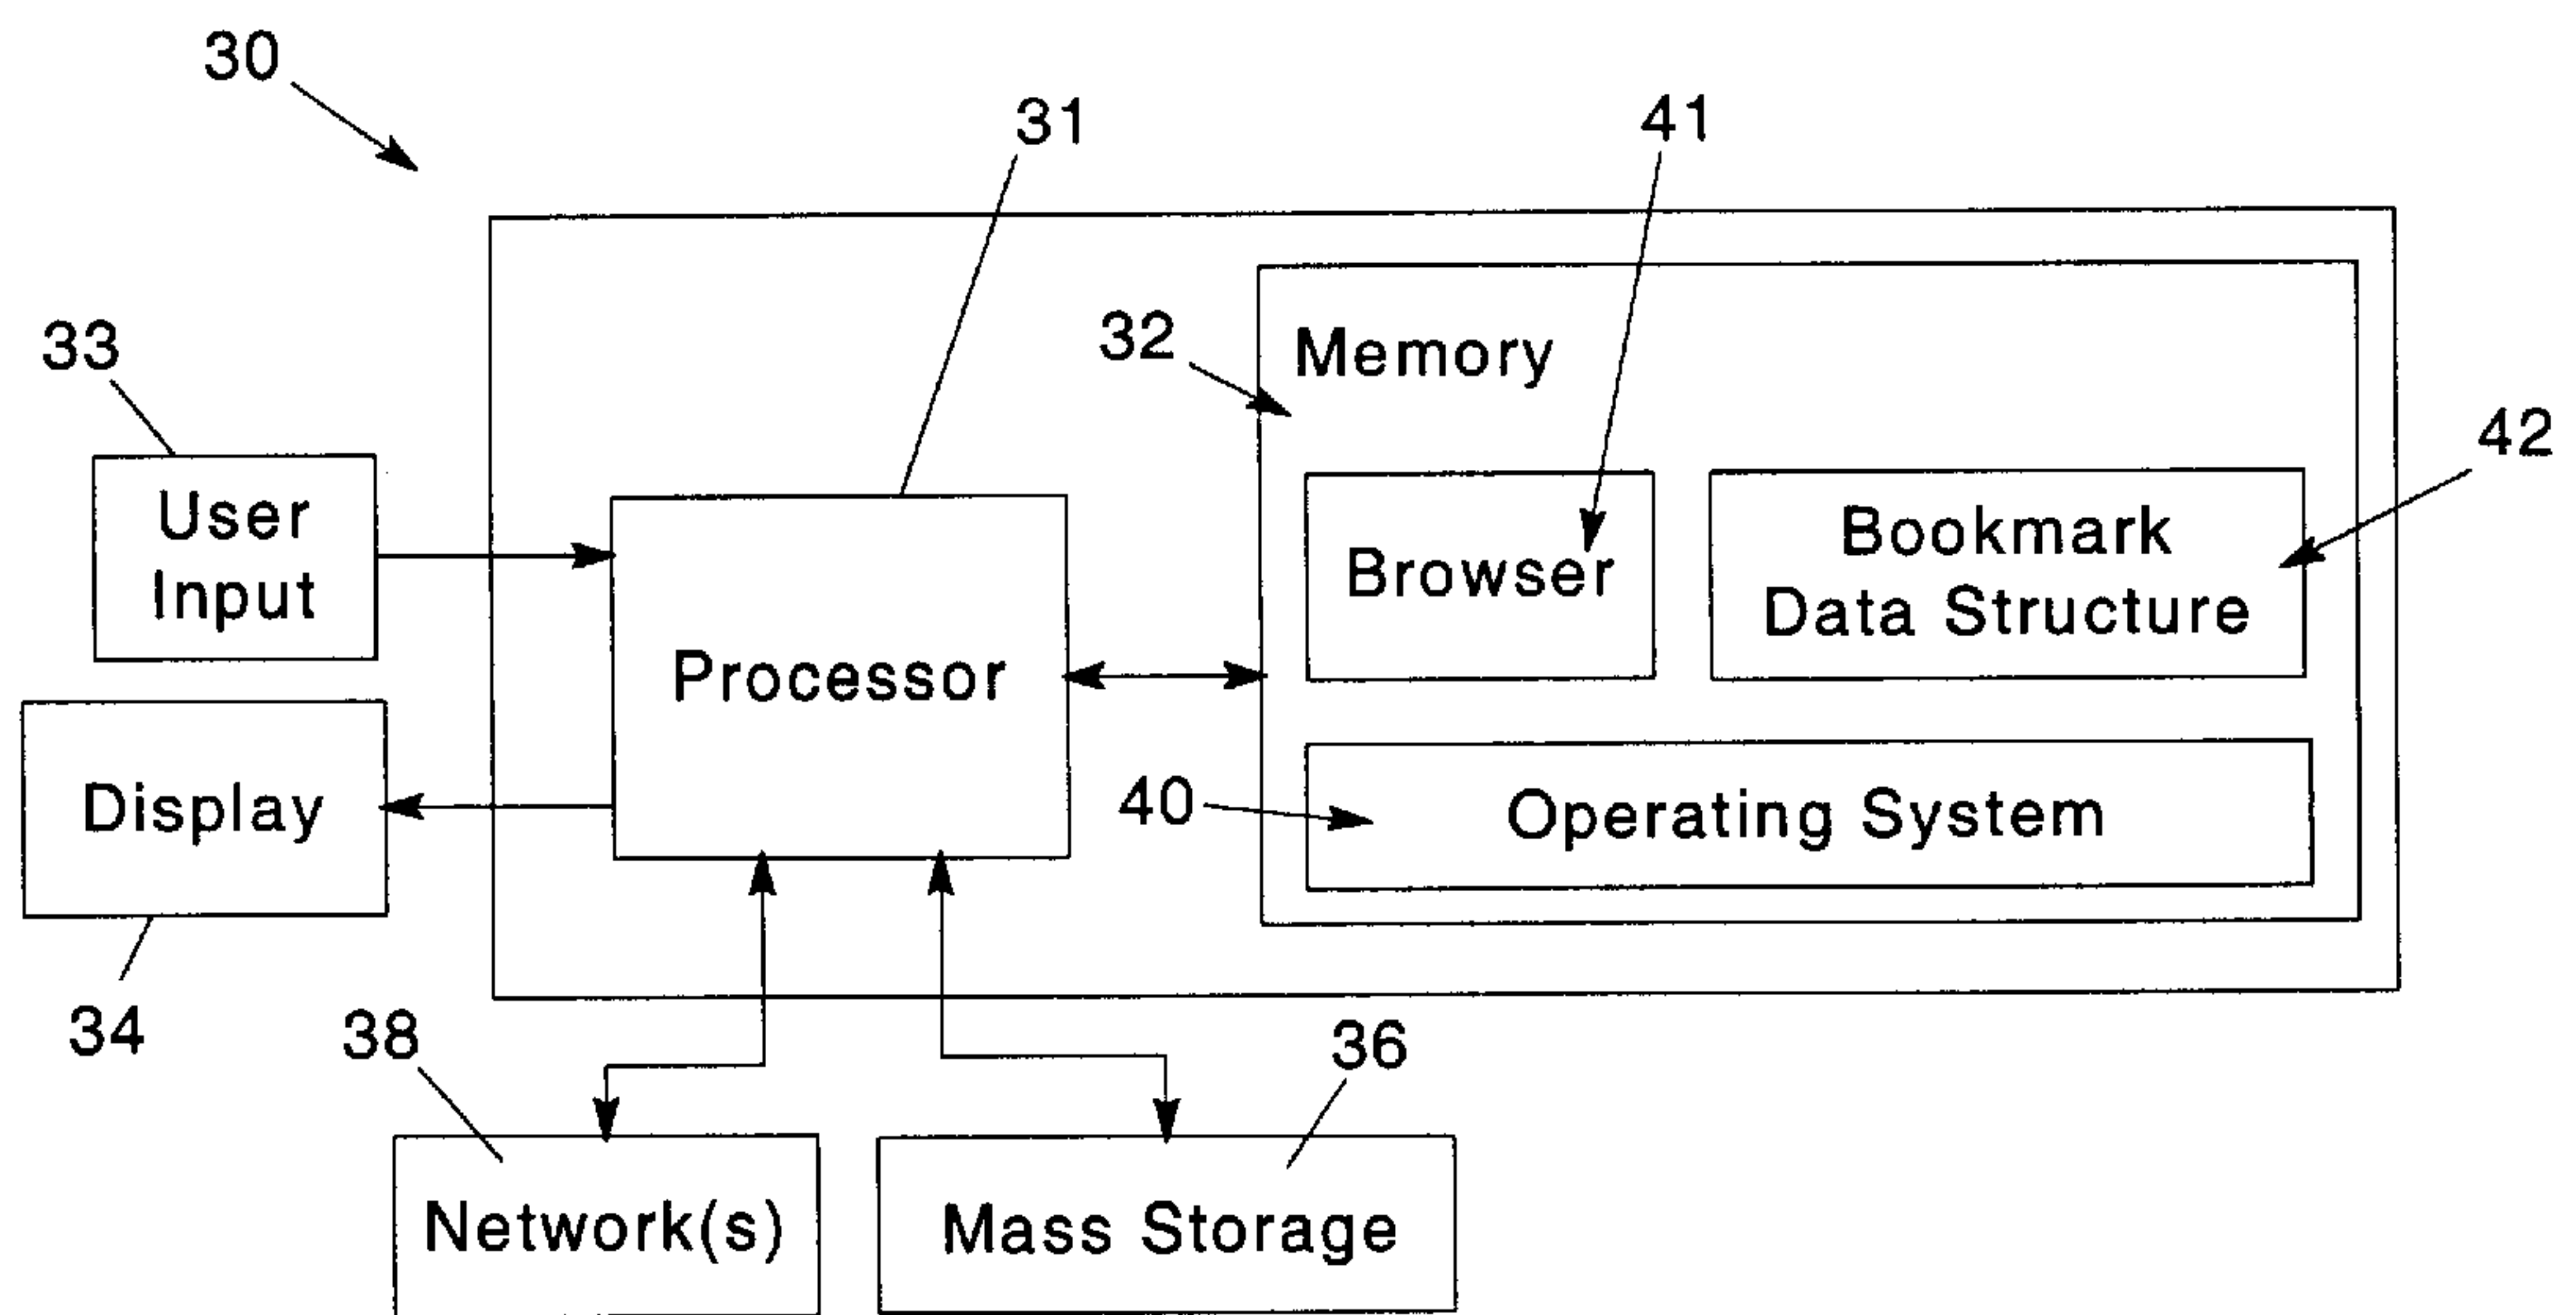 30
31
41
33
32
Memory
42
User
Input
Browser
Bookmark
Data Structure
Processor
Display
40
Operating System
34
38
36
Network(s)
Mass Storage